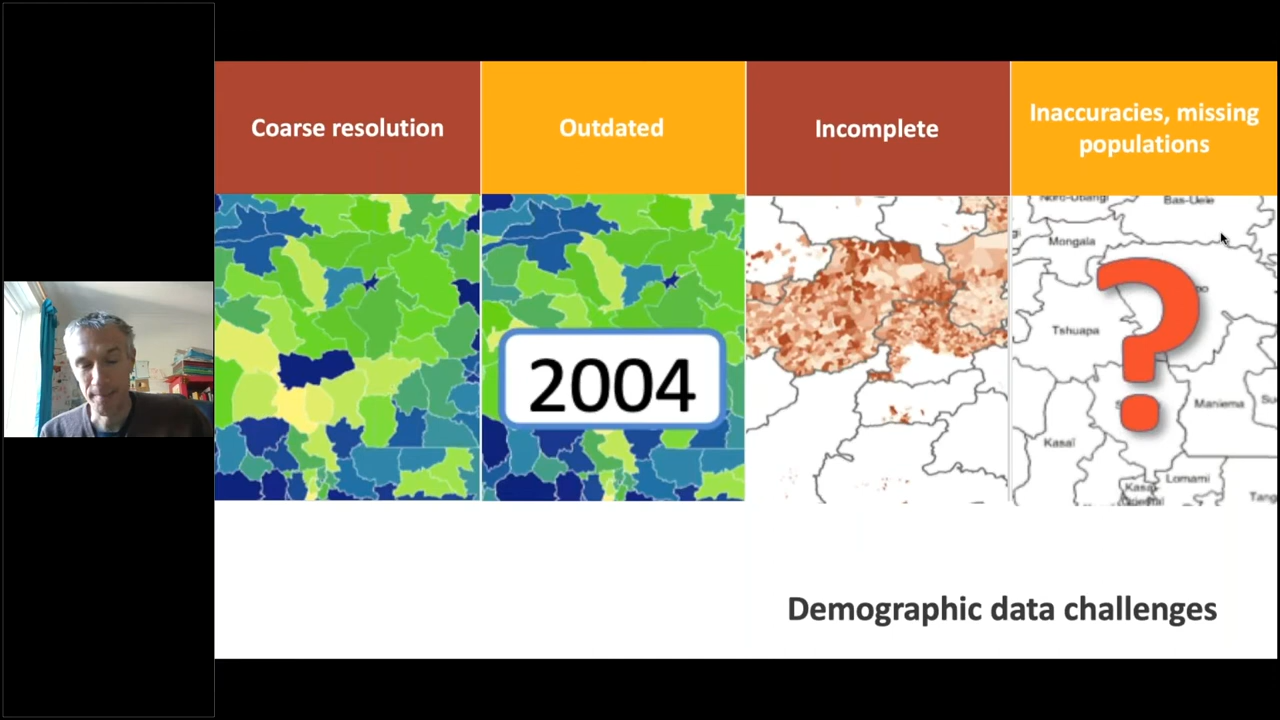 Coarse resolution
Outdated
Incomplete
Inaccuracies, missing
populations
2004
Bas-Uele
Mongala
Tshuapa
Maniema
Kasaï
Lomami
Demographic data challenges